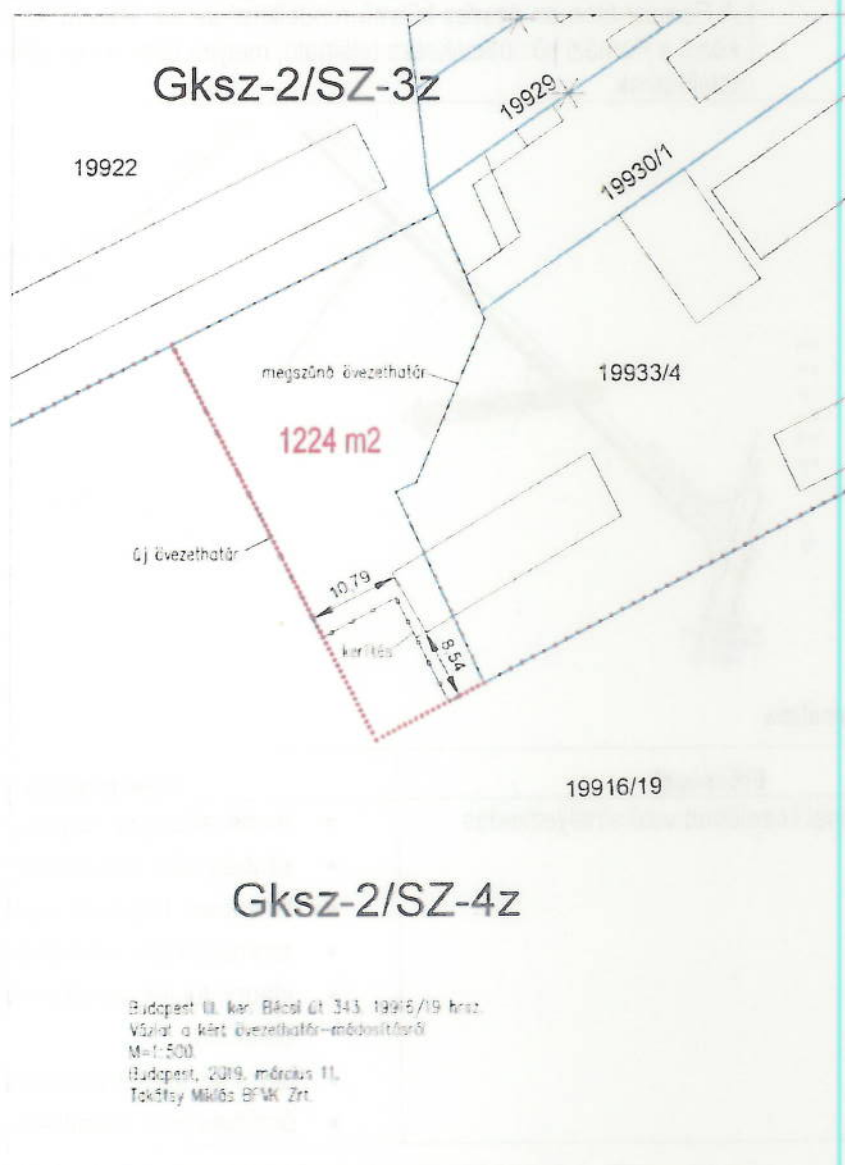 Gksz-2/SZ-3z
19929
19922
19930/1
megszűnő övezethatár
19933/4
1224 m2
új övezethatár
10,79
kerítés
8,54
19916/19
Gksz-2/SZ-4z
Budapest III. ker. Bécsi út 343. 19916/19 hrsz.
Vázlat a kért övezethatár-módosításról
M=1:500
Budapest, 2019. március 11.
Takátsy Miklós BFVK Zrt.